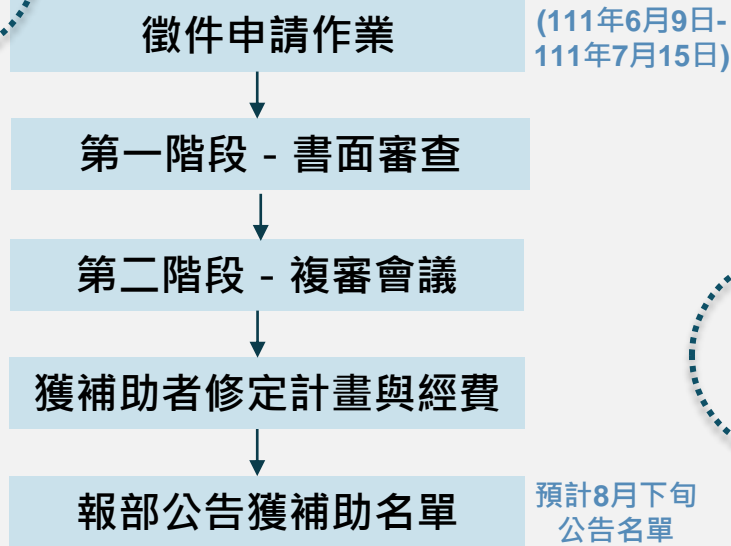 徵件申請作業
(111年6月9日-
111年7月15日)
第一階段 - 書面審查
第二階段 - 複審會議
獲補助者修定計畫與經費
報部公告獲補助名單
預計8月下旬
公告名單